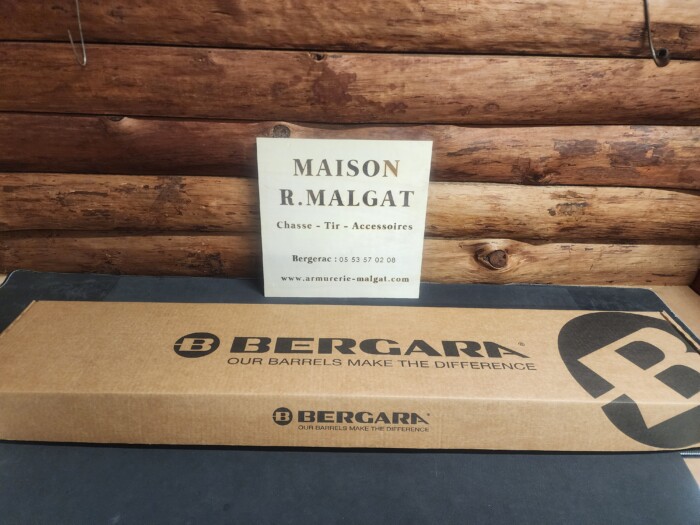 MAISON
R.MALGAT
Chasse - Tir - Accessoires
Bergerac : 05 53 57 02 08
www.armurerie-malgat.com
B BERGARA
OUR BARRELS MAKE THE DIFFERENCE
B
B BERGARA
OUR BARRELS MAKE THE DIFFERENCE